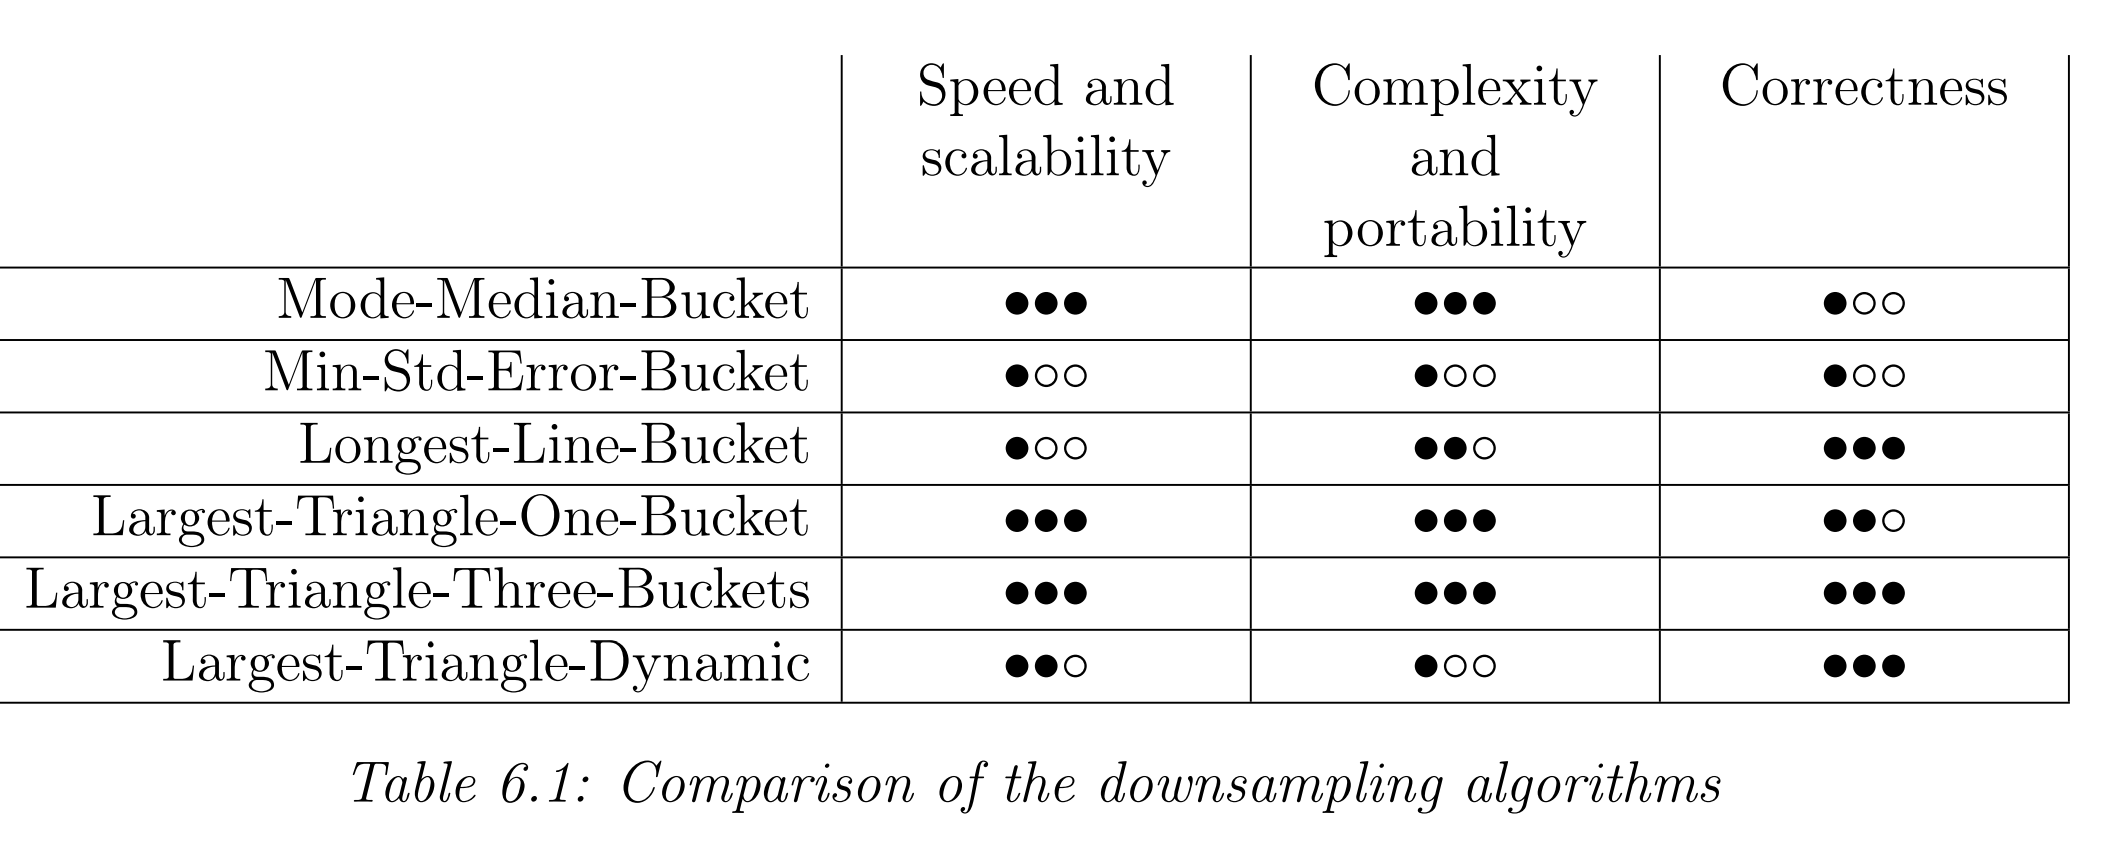 Speed and scalability Complexity and portability Correctness
Mode-Median-Bucket ●●● ●●● ●○○
Min-Std-Error-Bucket ●○○ ●○○ ●○○
Longest-Line-Bucket ●○○ ●●○ ●●●
Largest-Triangle-One-Bucket ●●● ●●● ●●○
Largest-Triangle-Three-Buckets ●●● ●●● ●●●
Largest-Triangle-Dynamic ●●○ ●○○ ●●●
Table 6.1: Comparison of the downsampling algorithms